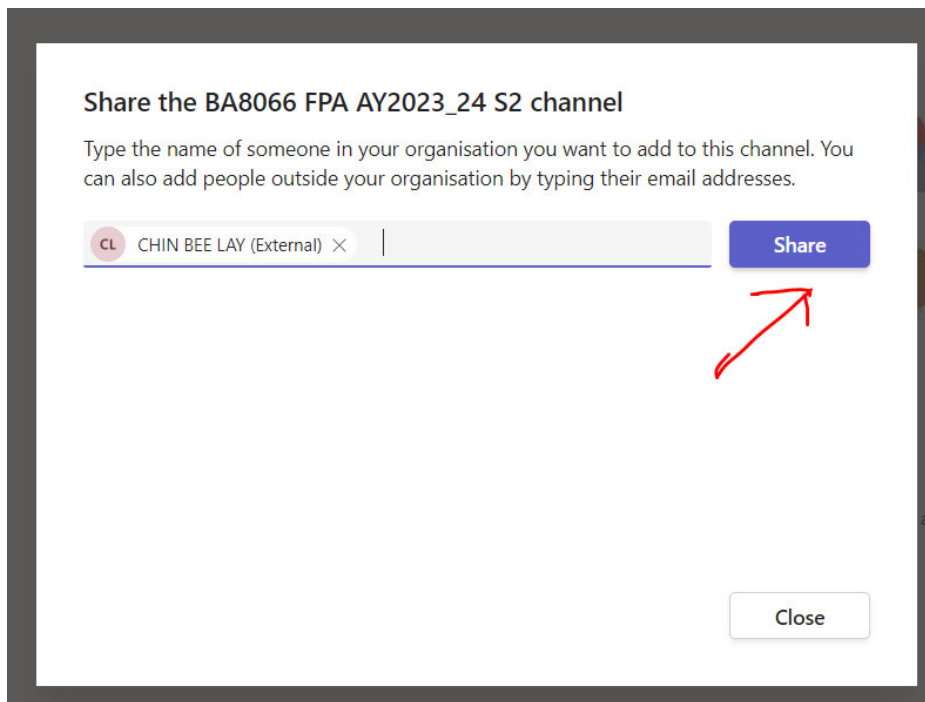 Share the BA8066 FPA AY2023_24 S2 channel
Type the name of someone in your organisation you want to add to this channel. You
can also add people outside your organisation by typing their email addresses.
CL CHIN BEE LAY (External)
Share
Close